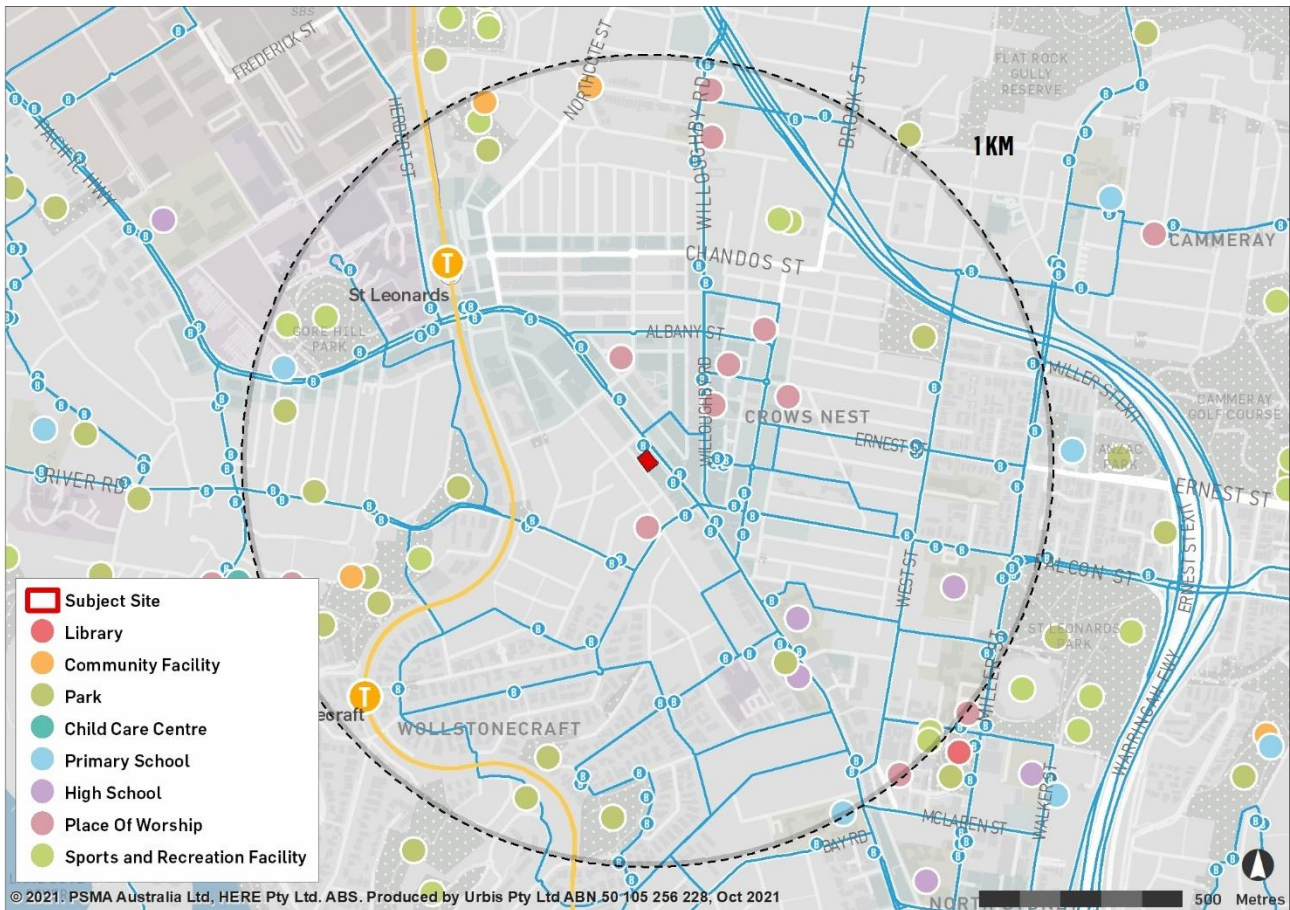 SBS
FREDERICK ST
NORTHCOTE ST
HERBERT ST
PACIFIC HWY
WILLOUGHBY RD
BROOK ST
FLAT ROCK
GULLY
RESERVE
1KM
CAMMERAY
CHANDOS ST
T
St Leonards
GORE HILL
PARK
ALBANY ST
WILLOUGHBY RD
CROWS NEST
MILLER ST EXIT
CAMMERAY
GOLF COURSE
ERNEST ST
ANZAC
PARK
ERNEST ST
RIVER RD
ERNEST ST EXIT
WEST ST
FALCON ST
ST LEONARDS
PARK
MILLER ST
WARRINGAH FWY
T
ecraft
WOLLSTONECRAFT
WALKER ST
MCLAREN ST
BAY RD
Subject Site
Library
Community Facility
Park
Child Care Centre
Primary School
High School
Place Of Worship
Sports and Recreation Facility
© 2021. PSMA Australia Ltd, HERE Pty Ltd. ABS. Produced by Urbis Pty Ltd ABN 50 105 256 228, Oct 2021
500 Metres